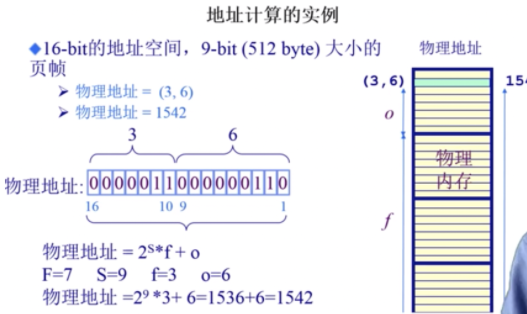 地址计算的实例
◆16-bit的地址空间，9-bit (512 byte) 大小的
页帧
➢ 物理地址 = (3, 6)
➢ 物理地址 = 1542
3 6
物理地址: 0000011000000110
16 10 9 1
物理地址 = 2^S*f + o
F=7 S=9 f=3 o=6
物理地址 =2^9 *3+ 6=1536+6=1542
物理地址
(3,6) 154
o
物理
内存
f